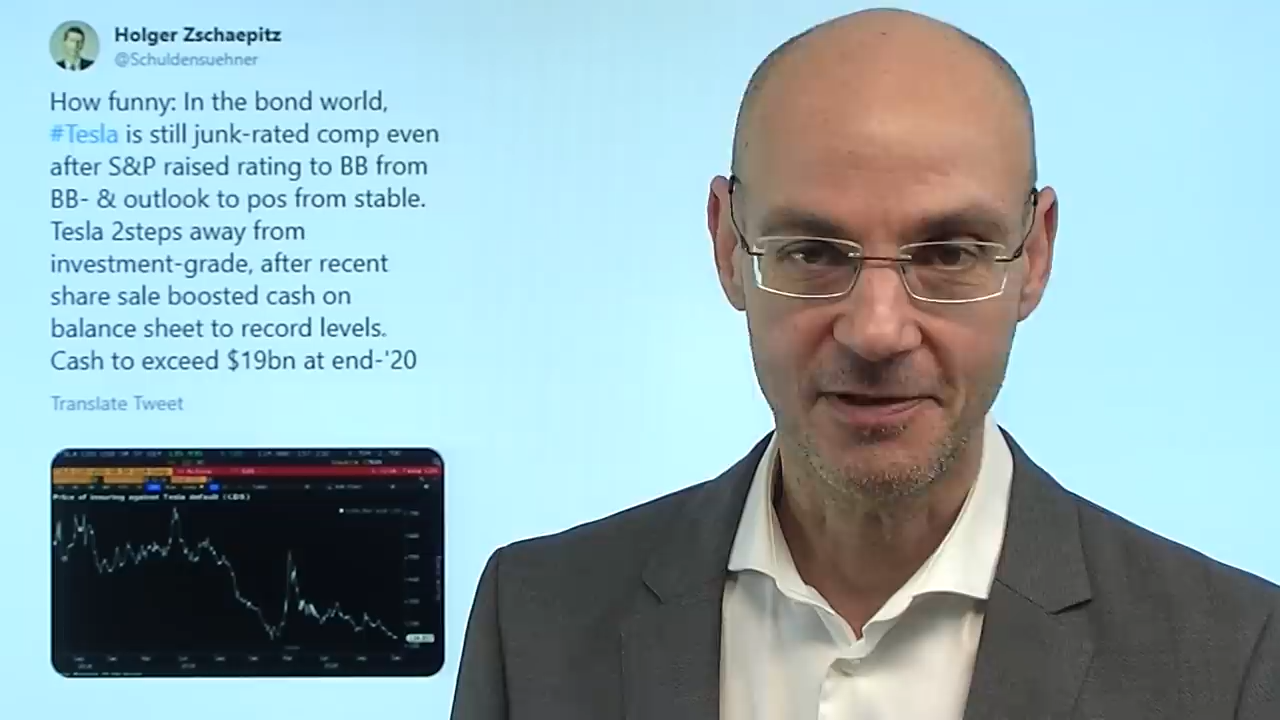 Holger Zschaepitz
@Schuldensuehner
How funny: In the bond world,
#Tesla is still junk-rated comp even
after S&P raised rating to BB from
BB- & outlook to pos from stable.
Tesla 2steps away from
investment-grade, after recent
share sale boosted cash on
balance sheet to record levels.
Cash to exceed $19bn at end-'20
Translate Tweet
Price of insuring against Tesla default (CDS)